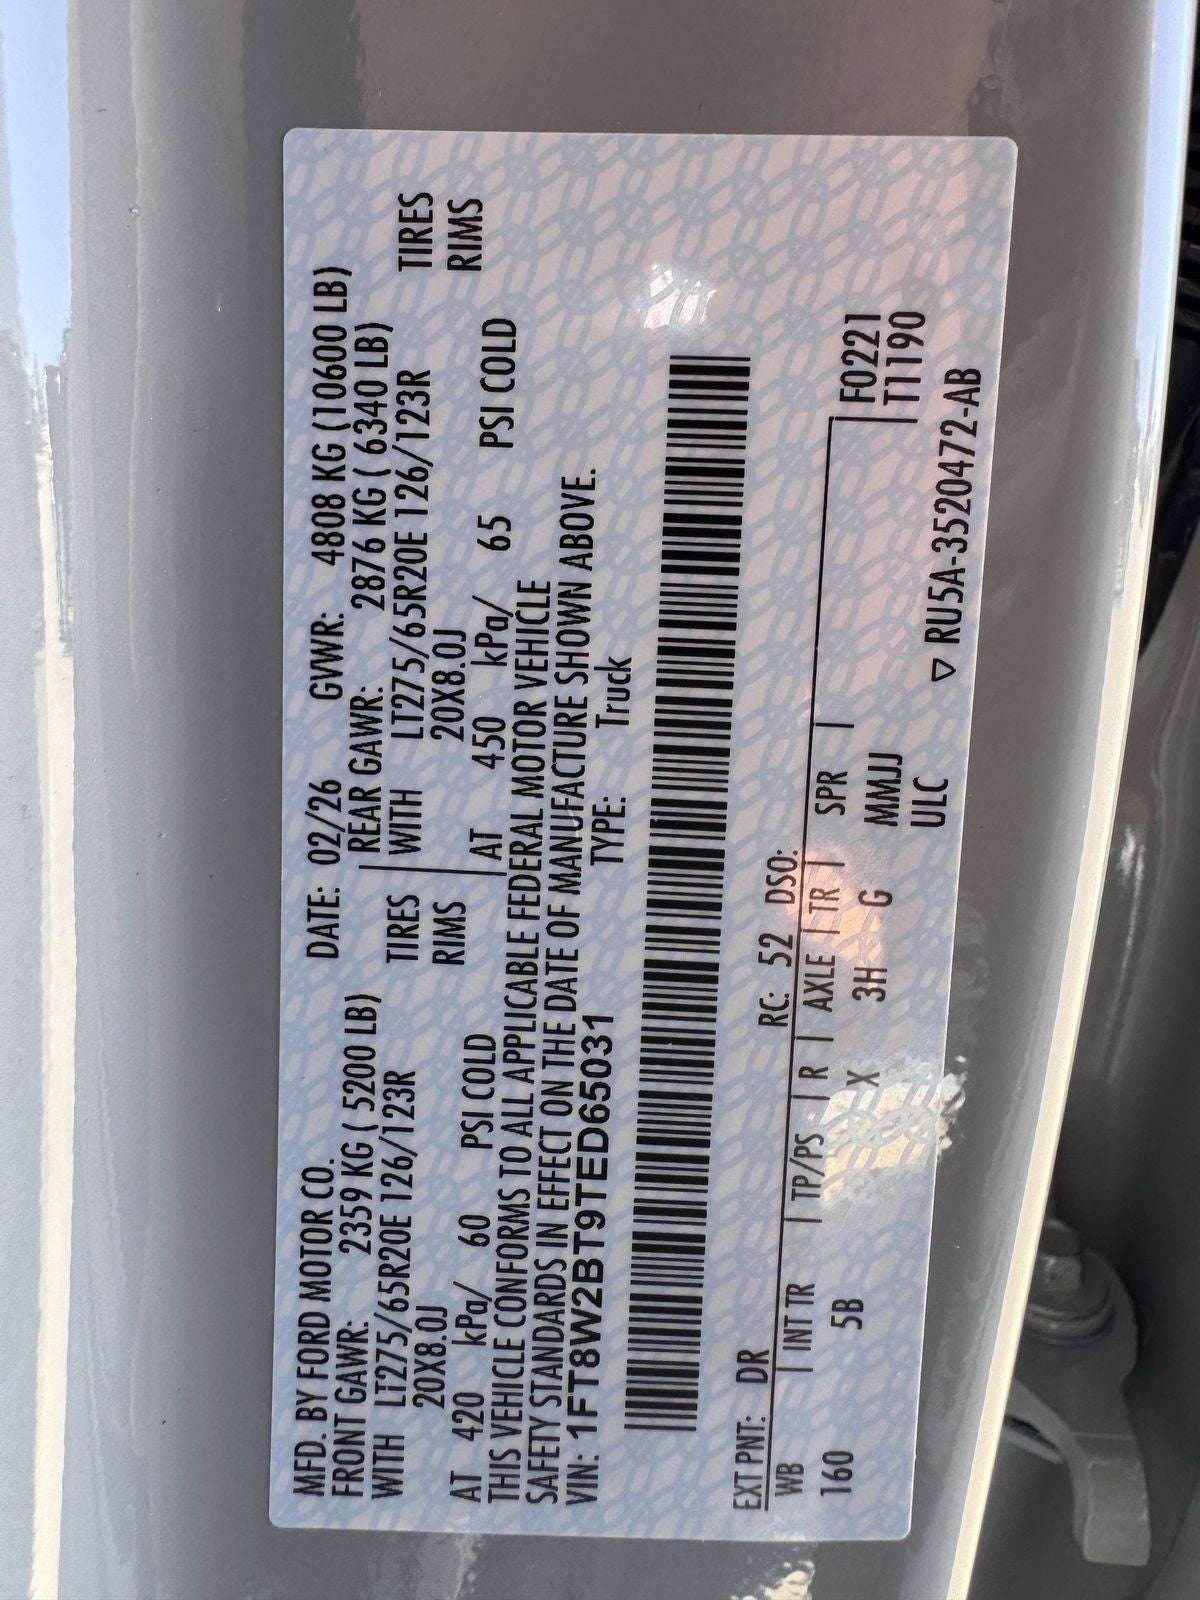 MFD. BY FORD MOTOR CO. DATE: 02/26 GVWR: 4808 KG (10600 LB)
FRONT GAWR: 2359 KG ( 5200 LB) REAR GAWR: 2876 KG ( 6340 LB)
WITH LT275/65R20E 126/123R TIRES WITH LT275/65R20E 126/123R TIRES
20X8.0J RIMS 20X8.0J RIMS
AT 420 kPa/ 60 PSI COLD AT 450 kPa/ 65 PSI COLD
THIS VEHICLE CONFORMS TO ALL APPLICABLE FEDERAL MOTOR VEHICLE
SAFETY STANDARDS IN EFFECT ON THE DATE OF MANUFACTURE SHOWN ABOVE.
VIN: 1FT8W2BT9TED65031 TYPE: Truck
EXT PNT: DR RC: 52 DSO:
WB | INT TR | TP/PS | R | AXLE | TR | SPR |
160 5B X 3H G MMJJ F0221
ULC T1190
▽ RU5A-3520472-AB